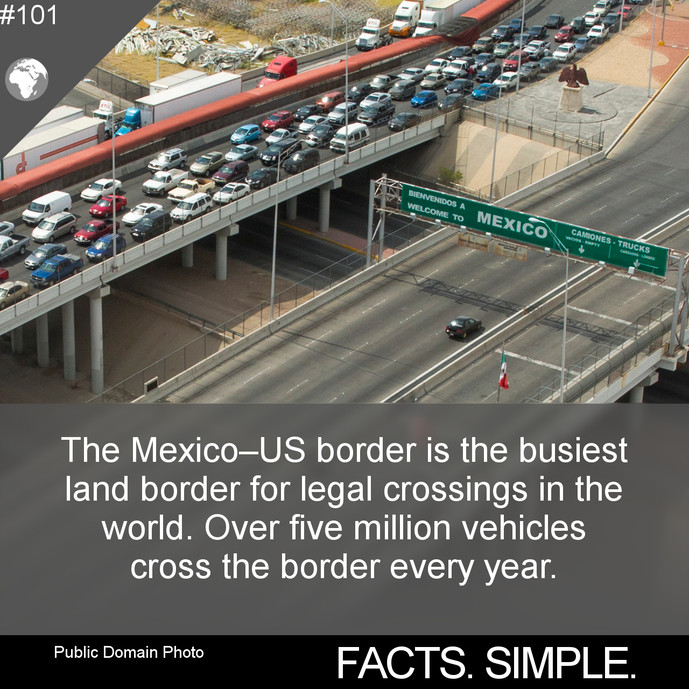 #101
BIENVENIDOS A
WELCOME TO
MEXICO
CAMIONES - TRUCKS
The Mexico–US border is the busiest
land border for legal crossings in the
world. Over five million vehicles
cross the border every year.
Public Domain Photo
FACTS. SIMPLE.